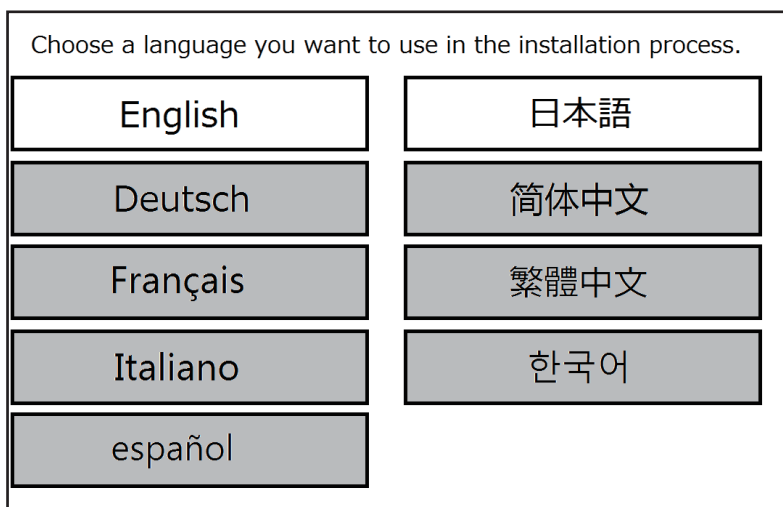 Choose a language you want to use in the installation process.
English
日本語
Deutsch
简体中文
Français
繁體中文
Italiano
한국어
español